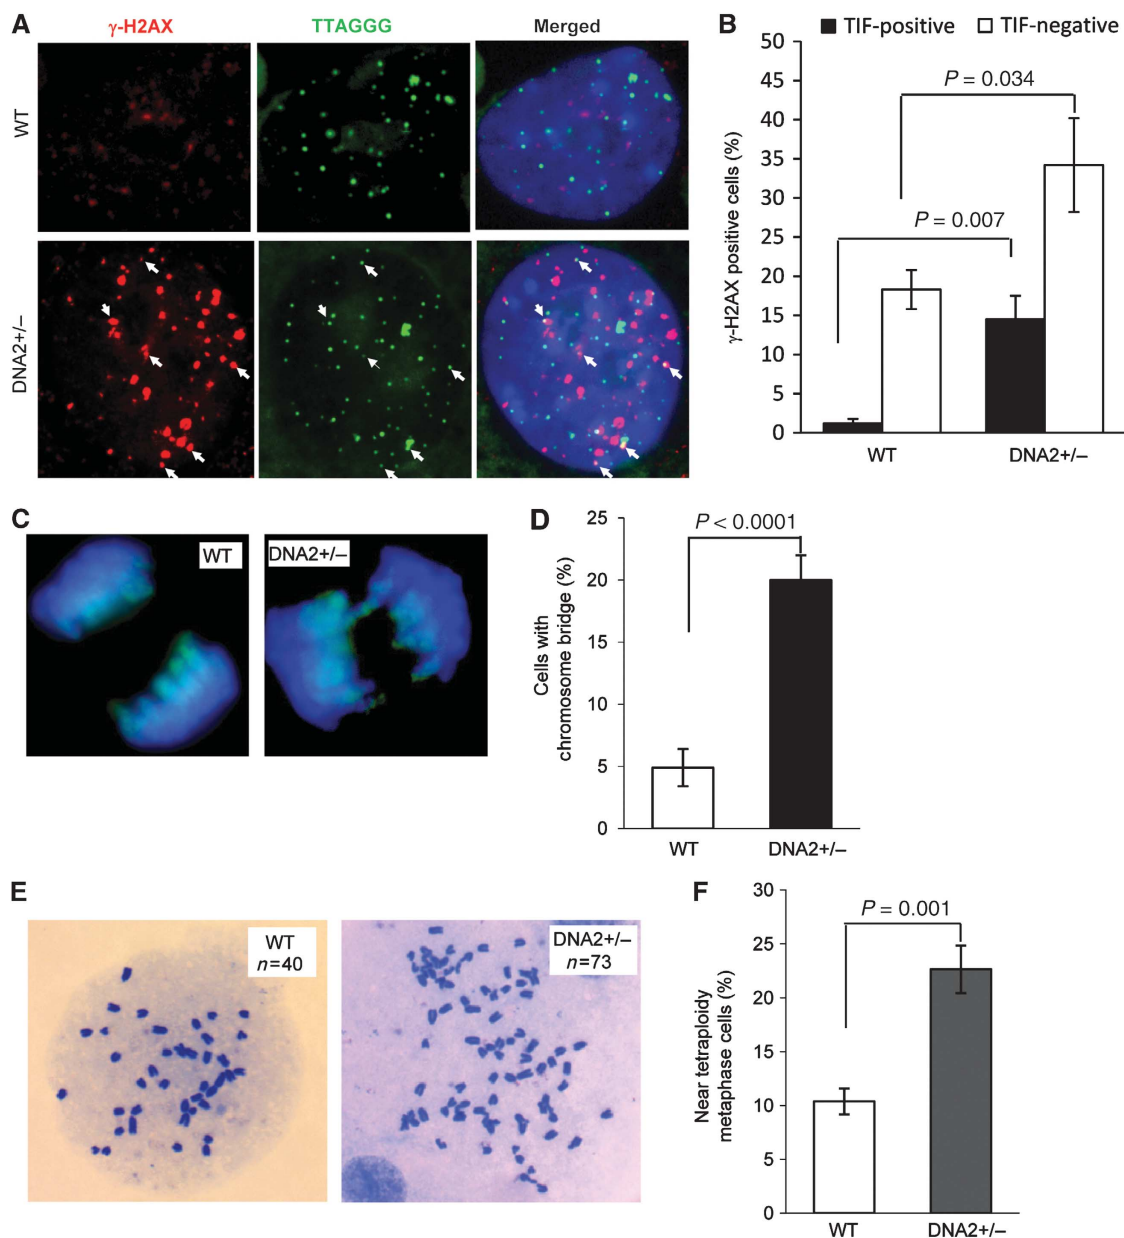 A
γ-H2AX
TTAGGG
Merged
WT
DNA2+/–
B
TIF-positive
TIF-negative
50
45
40
35
30
25
20
15
10
5
0
γ-H2AX positive cells (%)
P = 0.034
P = 0.007
WT
DNA2+/–
C
WT
DNA2+/–
D
25
20
15
10
5
0
Cells with
chromosome bridge (%)
P < 0.0001
WT
DNA2+/–
E
WT
n=40
DNA2+/–
n=73
F
30
25
20
15
10
5
0
Near tetraploidy
metaphase cells (%)
P = 0.001
WT
DNA2+/–